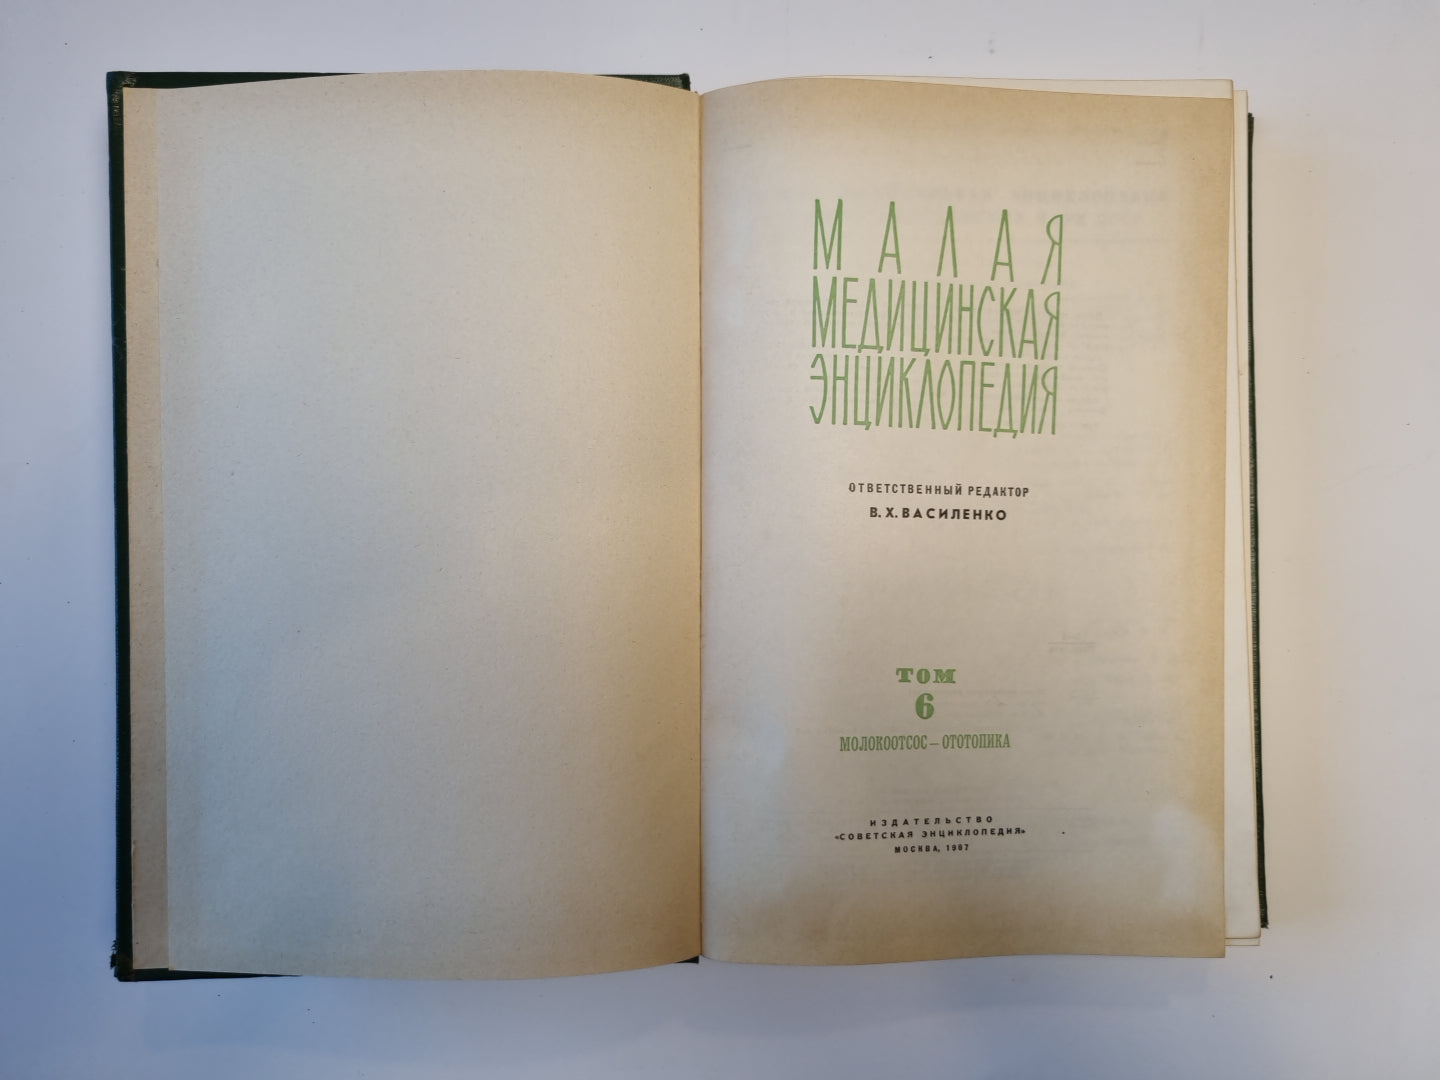 МАЛАЯ
МЕДИЦИНСКАЯ
ЭНЦИКЛОПЕДИЯ
ОТВЕТСТВЕННЫЙ РЕДАКТОР
В. Х. ВАСИЛЕНКО
ТОМ
6
МОЛОКООТСОС – ОТОТОПИКА
ИЗДАТЕЛЬСТВО
«СОВЕТСКАЯ ЭНЦИКЛОПЕДИЯ»
МОСКВА, 1967